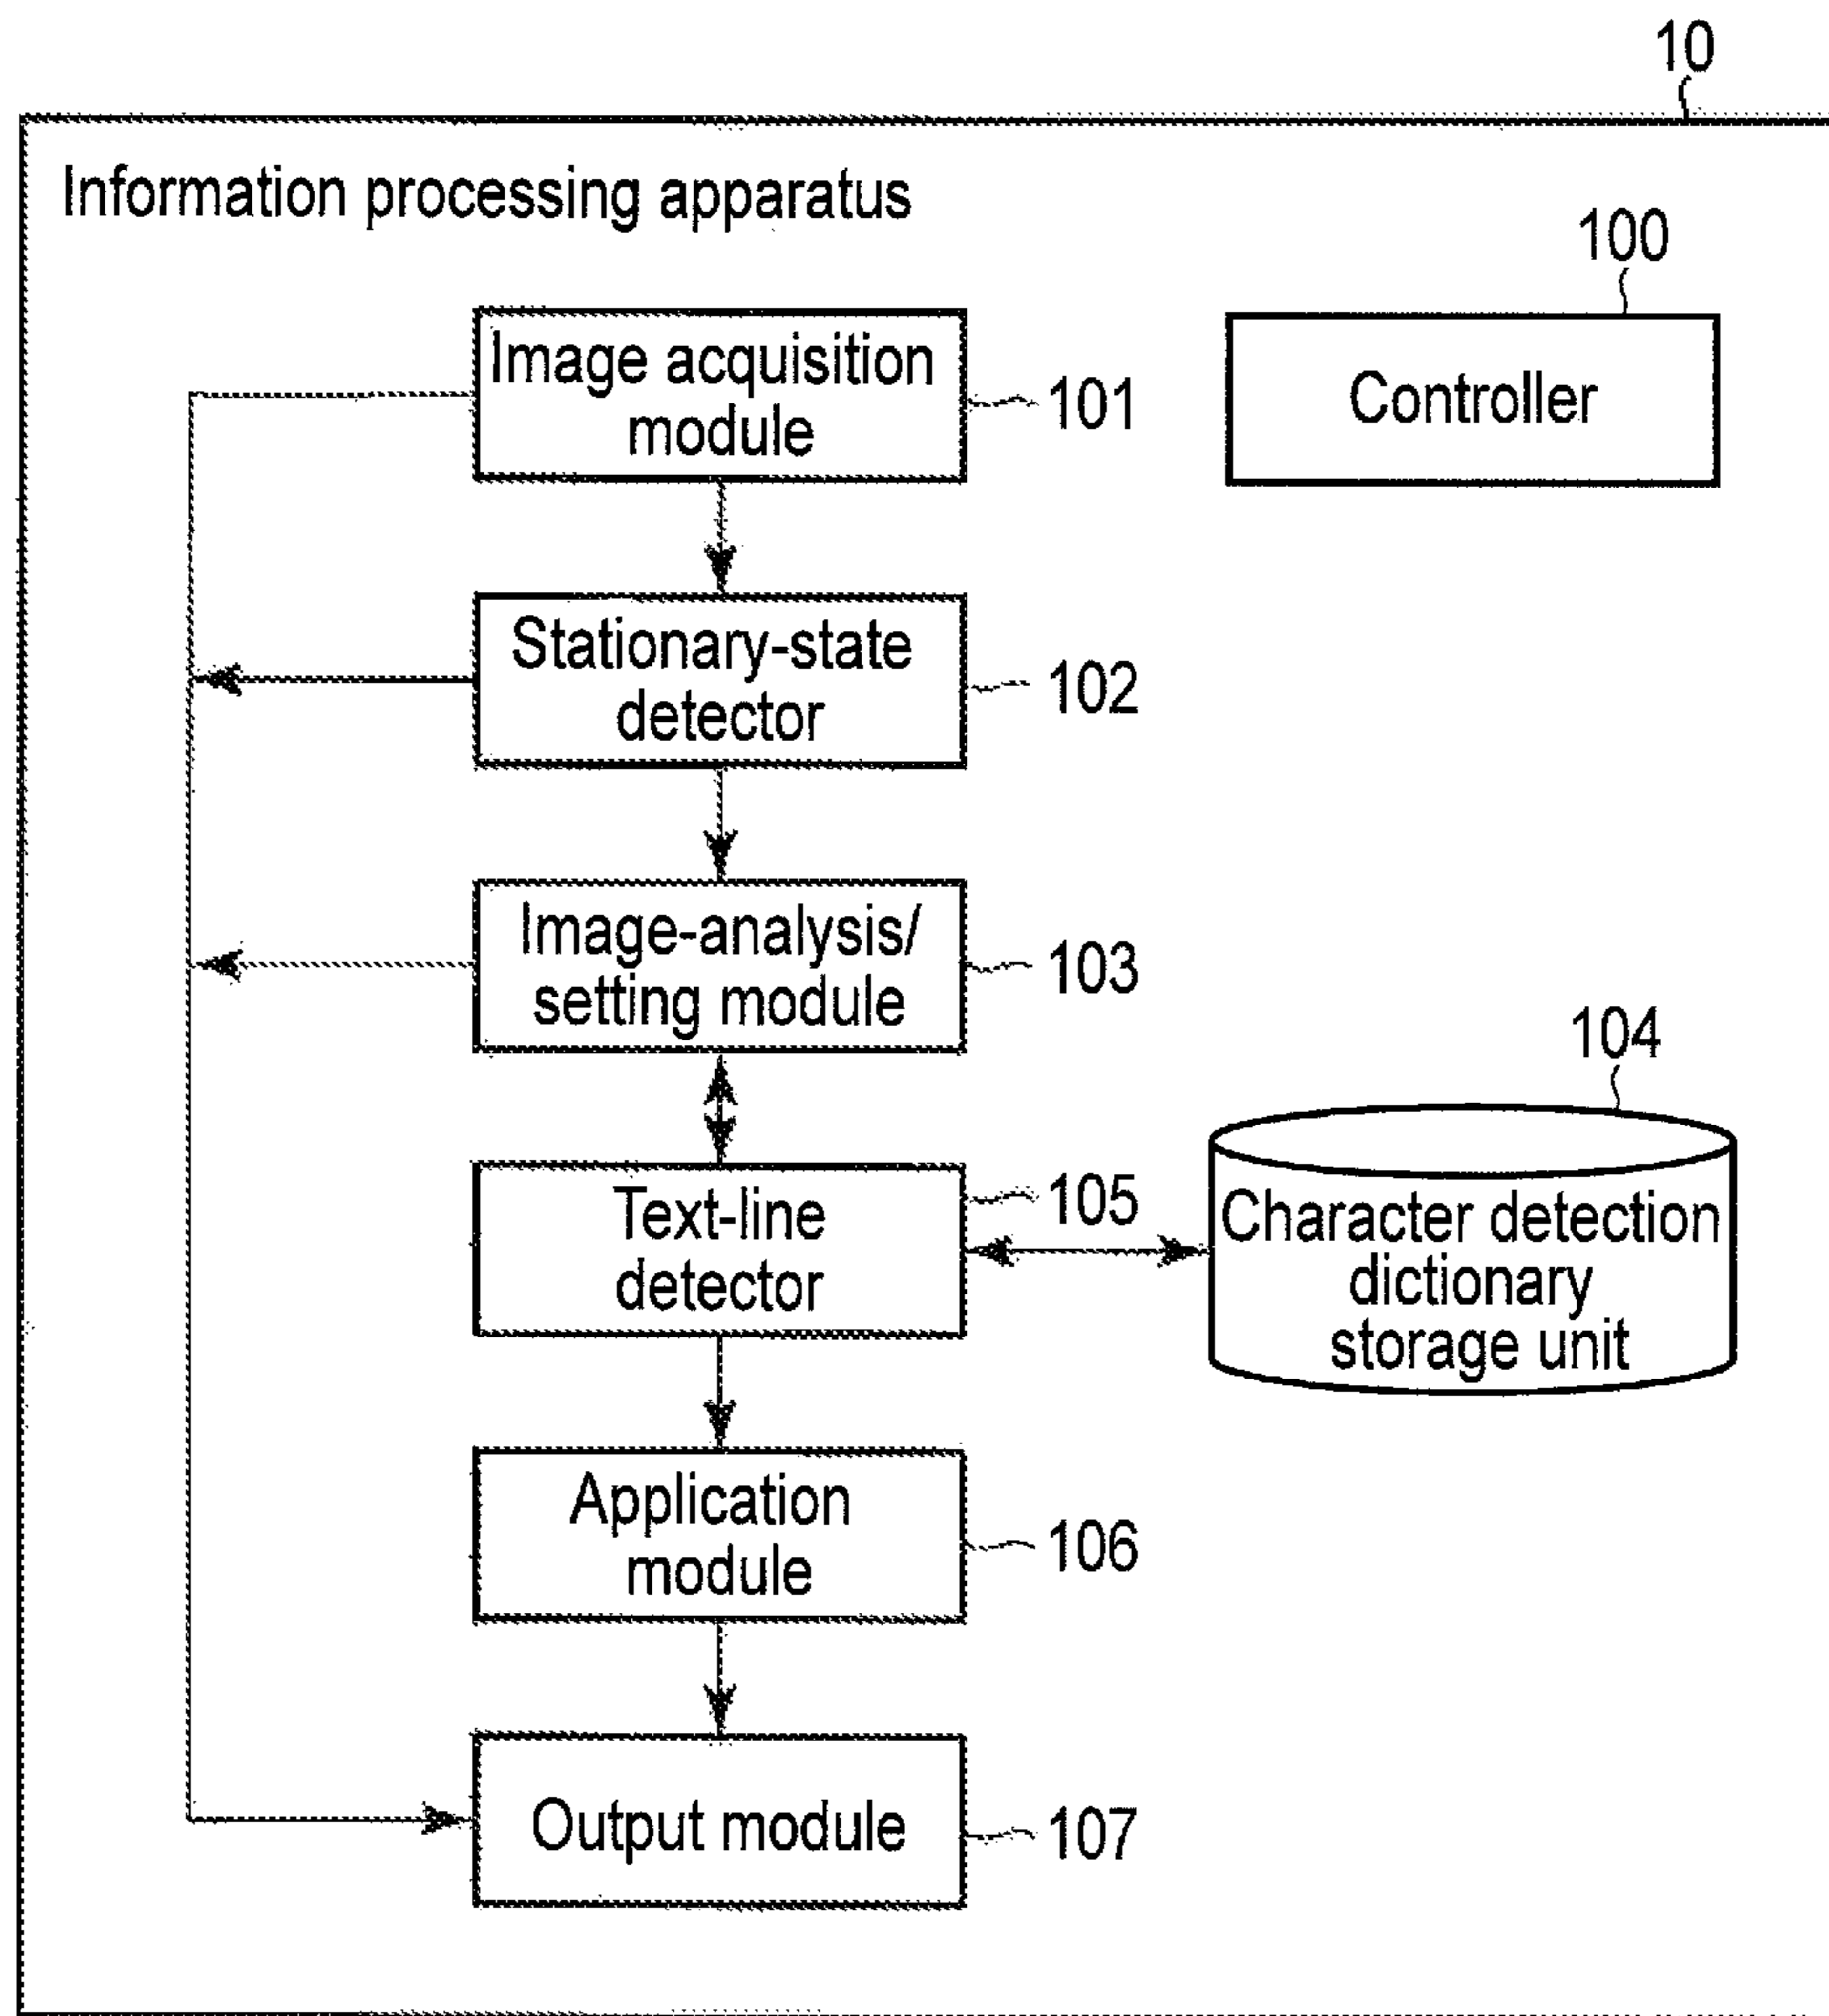 10
Information processing apparatus
100
Image acquisition
module
101
Controller
Stationary-state
detector
102
Image-analysis/
setting module
103
104
Text-line
detector
105
Character detection
dictionary
storage unit
Application
module
106
Output module
107